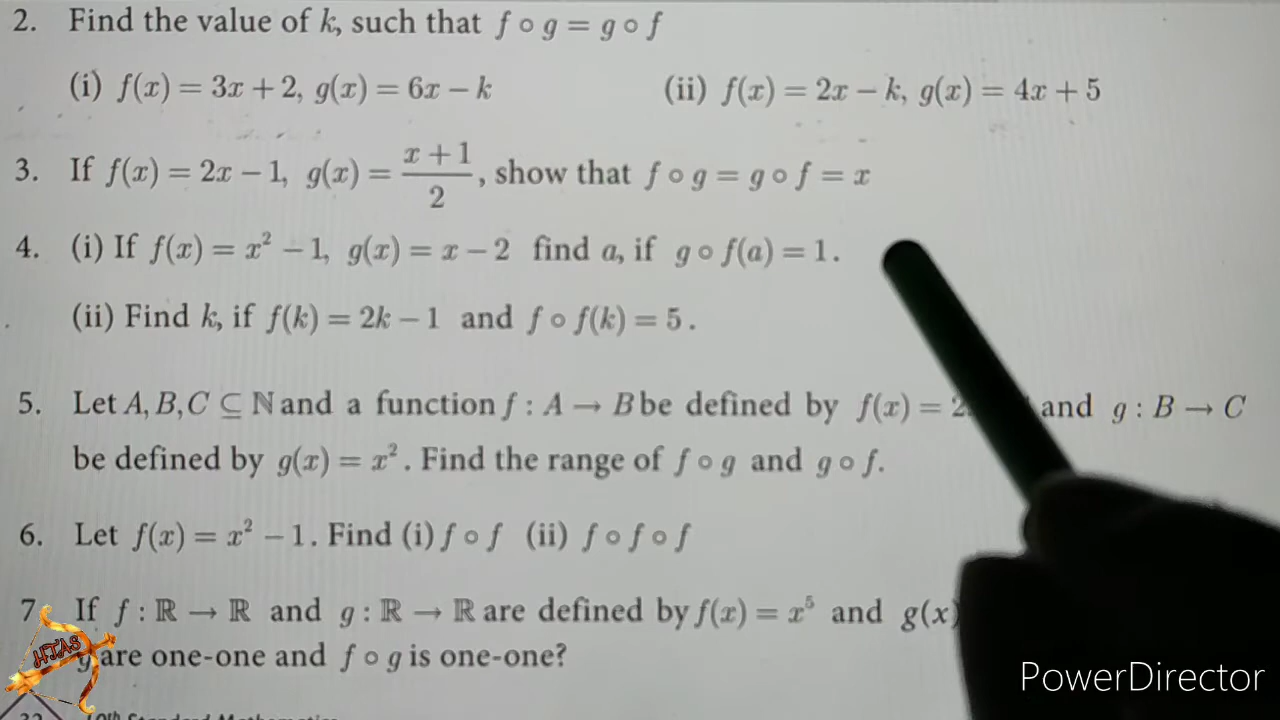 2. Find the value of k, such that f ∘ g = g ∘ f
(i) f(x) = 3x + 2, g(x) = 6x − k (ii) f(x) = 2x − k, g(x) = 4x + 5
3. If f(x) = 2x − 1, g(x) = (x + 1)/2, show that f ∘ g = g ∘ f = x
4. (i) If f(x) = x² − 1, g(x) = x − 2 find a, if g ∘ f(a) = 1.
(ii) Find k, if f(k) = 2k − 1 and f ∘ f(k) = 5.
5. Let A, B, C ⊆ ℕ and a function f : A → B be defined by f(x) = 2 and g : B → C
be defined by g(x) = x². Find the range of f ∘ g and g ∘ f.
6. Let f(x) = x² − 1. Find (i) f ∘ f (ii) f ∘ f ∘ f
7. If f : ℝ → ℝ and g : ℝ → ℝ are defined by f(x) = x⁵ and g(x)
are one-one and f ∘ g is one-one?
HTAS
PowerDirector